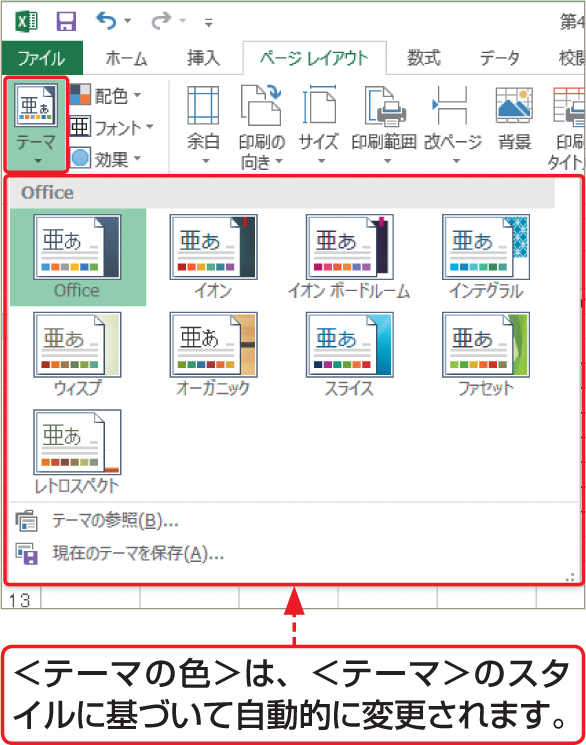 第4
ファイル ホーム 挿入 ページ レイアウト 数式 データ 校閲
亜あ テーマ
配色
亜 フォント
効果
余白 印刷の向き サイズ 印刷範囲 改ページ 背景 印刷タイトル
Office
亜あ 亜あ 亜あ 亜あ
Office イオン イオン ボードルーム インテグラル
亜あ 亜あ 亜あ 亜あ
ウィスプ オーガニック スライス ファセット
亜あ
レトロスペクト
テーマの参照(B)...
現在のテーマを保存(A)...
13
＜テーマの色＞は、＜テーマ＞のスタ
イルに基づいて自動的に変更されます。